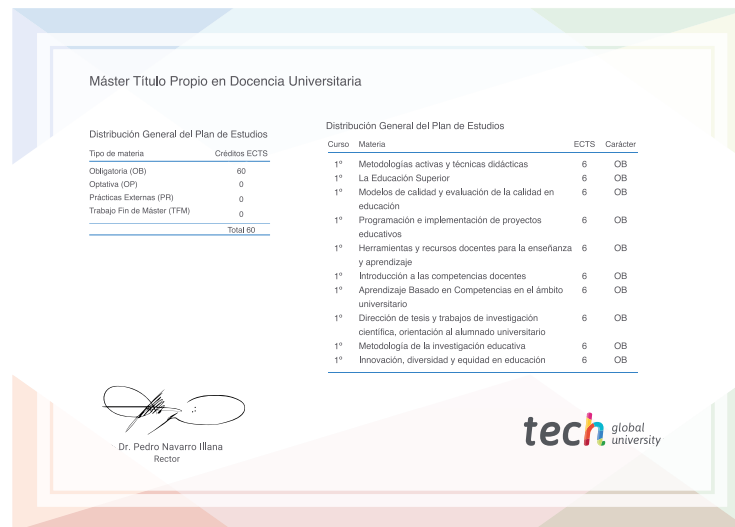 Máster Título Propio en Docencia Universitaria
Distribución General del Plan de Estudios
Tipo de materia Créditos ECTS
Obligatoria (OB) 60
Optativa (OP) 0
Prácticas Externas (PR) 0
Trabajo Fin de Máster (TFM) 0
Total 60
Distribución General del Plan de Estudios
Curso Materia ECTS Carácter
1º Metodologías activas y técnicas didácticas 6 OB
1º La Educación Superior 6 OB
1º Modelos de calidad y evaluación de la calidad en 6 OB
educación
1º Programación e implementación de proyectos 6 OB
educativos
1º Herramientas y recursos docentes para la enseñanza 6 OB
y aprendizaje
1º Introducción a las competencias docentes 6 OB
1º Aprendizaje Basado en Competencias en el ámbito 6 OB
universitario
1º Dirección de tesis y trabajos de investigación 6 OB
científica, orientación al alumnado universitario
1º Metodología de la investigación educativa 6 OB
1º Innovación, diversidad y equidad en educación 6 OB
Dr. Pedro Navarro Illana
Rector
tech global
university